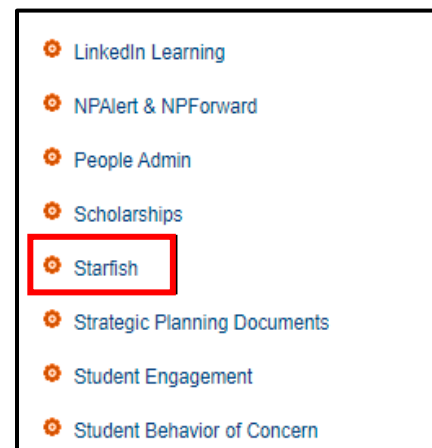 LinkedIn Learning
NPAlert & NPForward
People Admin
Scholarships
Starfish
Strategic Planning Documents
Student Engagement
Student Behavior of Concern